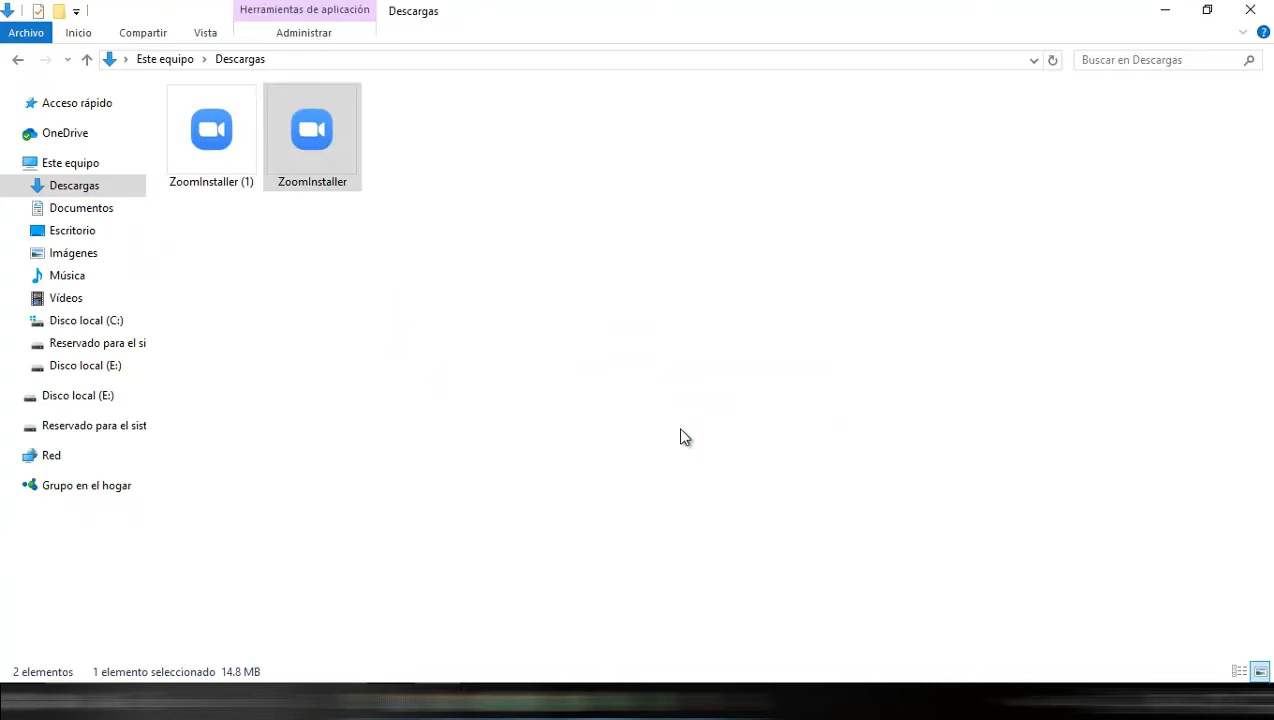 Herramientas de aplicación
Descargas
Archivo
Inicio
Compartir
Vista
Administrar
Este equipo
Descargas
Buscar en Descargas
Acceso rápido
OneDrive
Este equipo
Descargas
Documentos
Escritorio
Imágenes
Música
Vídeos
Disco local (C:)
Reservado para el si
Disco local (E:)
Disco local (E:)
Reservado para el sist
Red
Grupo en el hogar
ZoomInstaller (1)
ZoomInstaller
2 elementos
1 elemento seleccionado 14.8 MB